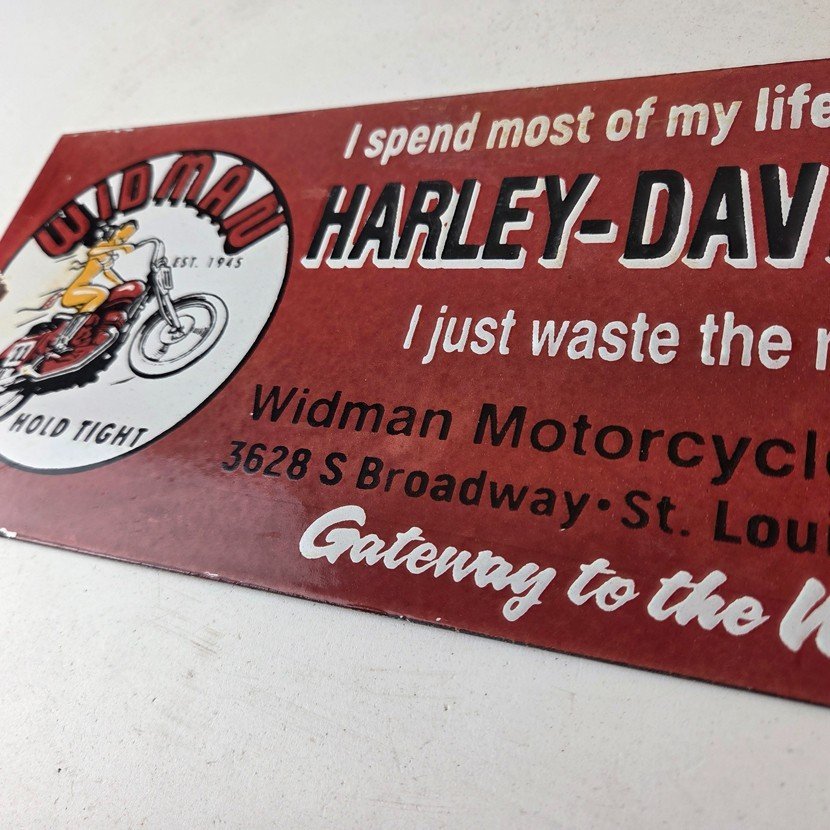 WIDMAN
EST. 1945
HOLD TIGHT
I spend most of my life
HARLEY-DAV
I just waste the
Widman Motorcycl
3628 S Broadway • St. Lou
Gateway to the W